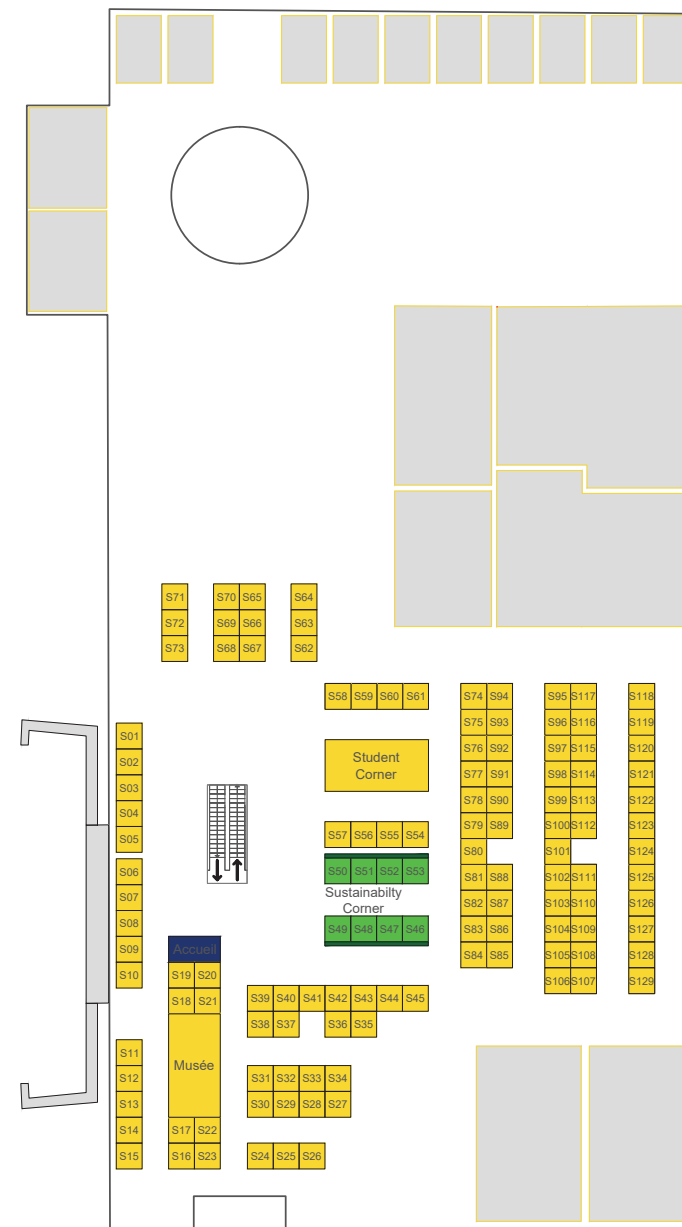 S71 S70 S65 S64
S72 S69 S66 S63
S73 S68 S67 S62
S58 S59 S60 S61
S74 S94 S95 S117 S118
S75 S93 S96 S116 S119
S76 S92 S97 S115 S120
S77 S91 S98 S114 S121
S78 S90 S99 S113 S122
S79 S89 S100 S112 S123
S80 S101 S124
S81 S88 S102 S111 S125
S82 S87 S103 S110 S126
S83 S86 S104 S109 S127
S84 S85 S105 S108 S128
S106 S107 S129
S01
S02
S03
S04
S05
S06
S07
S08
S09
S10
Student
Corner
S57 S56 S55 S54
S50 S51 S52 S53
Sustainabilty
Corner
S49 S48 S47 S46
Accueil
S19 S20
S18 S21
Musée
S17 S22
S16 S23
S39 S40 S41 S42 S43 S44 S45
S38 S37 S36 S35
S11
S12
S13
S14
S15
S31 S32 S33 S34
S30 S29 S28 S27
S24 S25 S26